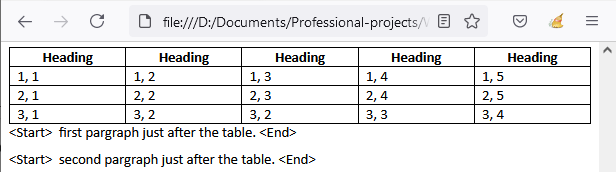 file:///D:/Documents/Professional-projects/
Heading Heading Heading Heading Heading
1, 1 1, 2 1, 3 1, 4 1, 5
2, 1 2, 2 2, 3 2, 4 2, 5
3, 1 3, 2 3, 2 3, 3 3, 4
<Start>  first pargraph just after the table. <End>
<Start>  second pargraph just after the table. <End>